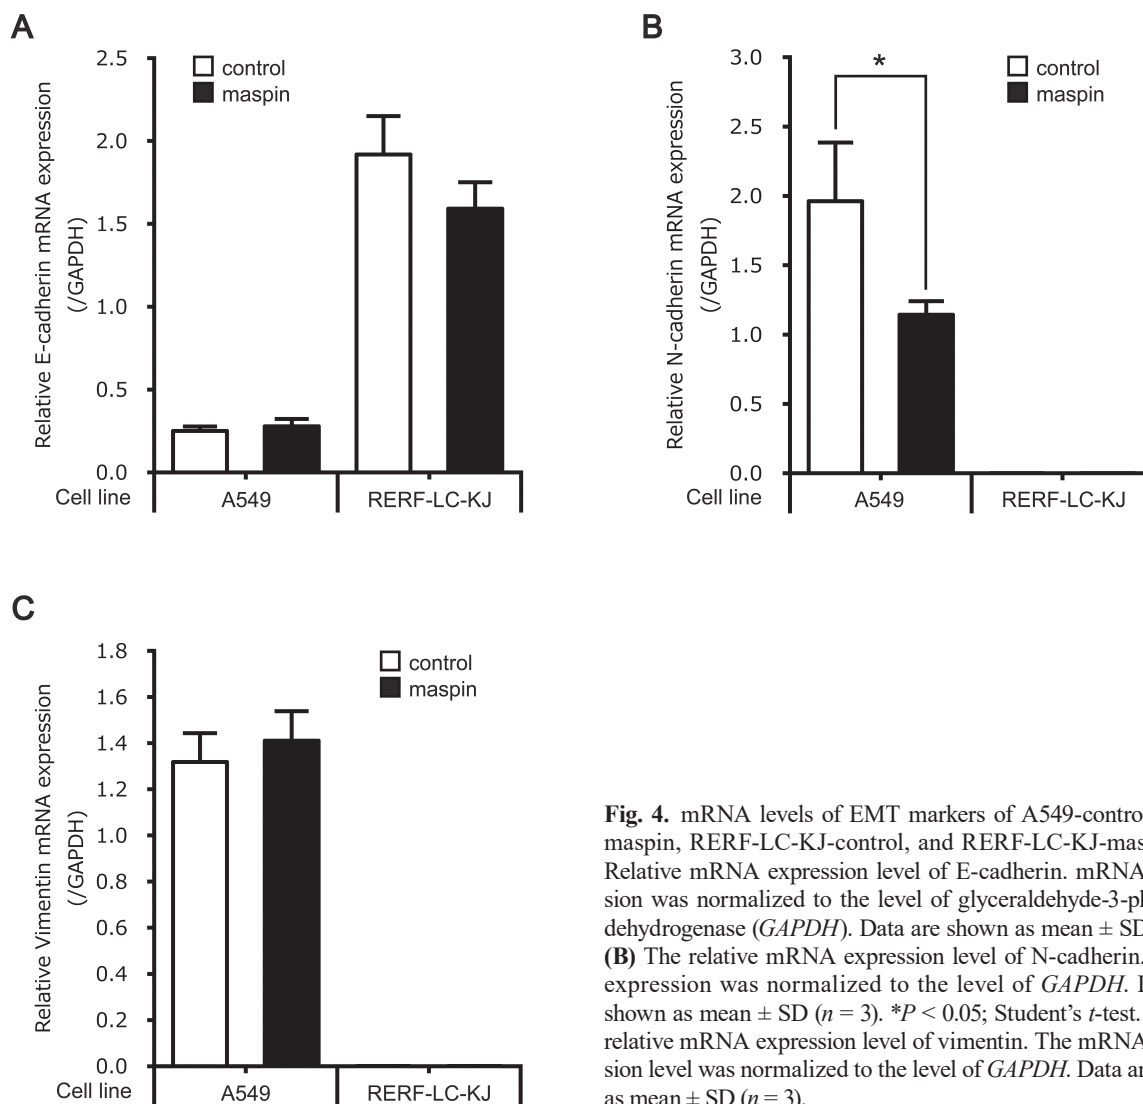 A
2.5
2.0
1.5
1.0
0.5
0.0
Relative E-cadherin mRNA expression
(/GAPDH)
control
maspin
Cell line
A549
RERF-LC-KJ
B
3.0
2.5
2.0
1.5
1.0
0.5
0.0
Relative N-cadherin mRNA expression
(/GAPDH)
*
control
maspin
Cell line
A549
RERF-LC-KJ
C
1.8
1.6
1.4
1.2
1.0
0.8
0.6
0.4
0.2
0.0
Relative Vimentin mRNA expression
(/GAPDH)
control
maspin
Cell line
A549
RERF-LC-KJ
Fig. 4. mRNA levels of EMT markers of A549-control
maspin, RERF-LC-KJ-control, and RERF-LC-KJ-mas
Relative mRNA expression level of E-cadherin. mRNA
sion was normalized to the level of glyceraldehyde-3-pl
dehydrogenase (GAPDH). Data are shown as mean ± SD
(B) The relative mRNA expression level of N-cadherin.
expression was normalized to the level of GAPDH.
shown as mean ± SD (n = 3). *P < 0.05; Student’s t-test.
relative mRNA expression level of vimentin. The mRNA
sion level was normalized to the level of GAPDH. Data
as mean ± SD (n = 3).